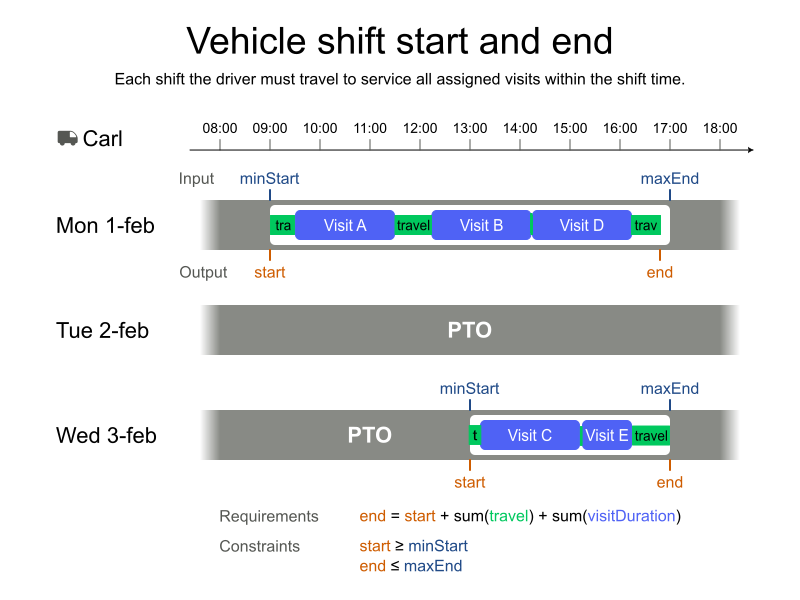 Vehicle shift start and end
Each shift the driver must travel to service all assigned visits within the shift time.
Carl
08:00 09:00 10:00 11:00 12:00 13:00 14:00 15:00 16:00 17:00 18:00
Input minStart maxEnd
Mon 1-feb tra Visit A travel Visit B Visit D trav
Output start end
Tue 2-feb PTO
minStart maxEnd
Wed 3-feb PTO t Visit C Visit E travel
start end
Requirements end = start + sum(travel) + sum(visitDuration)
Constraints start ≥ minStart
end ≤ maxEnd